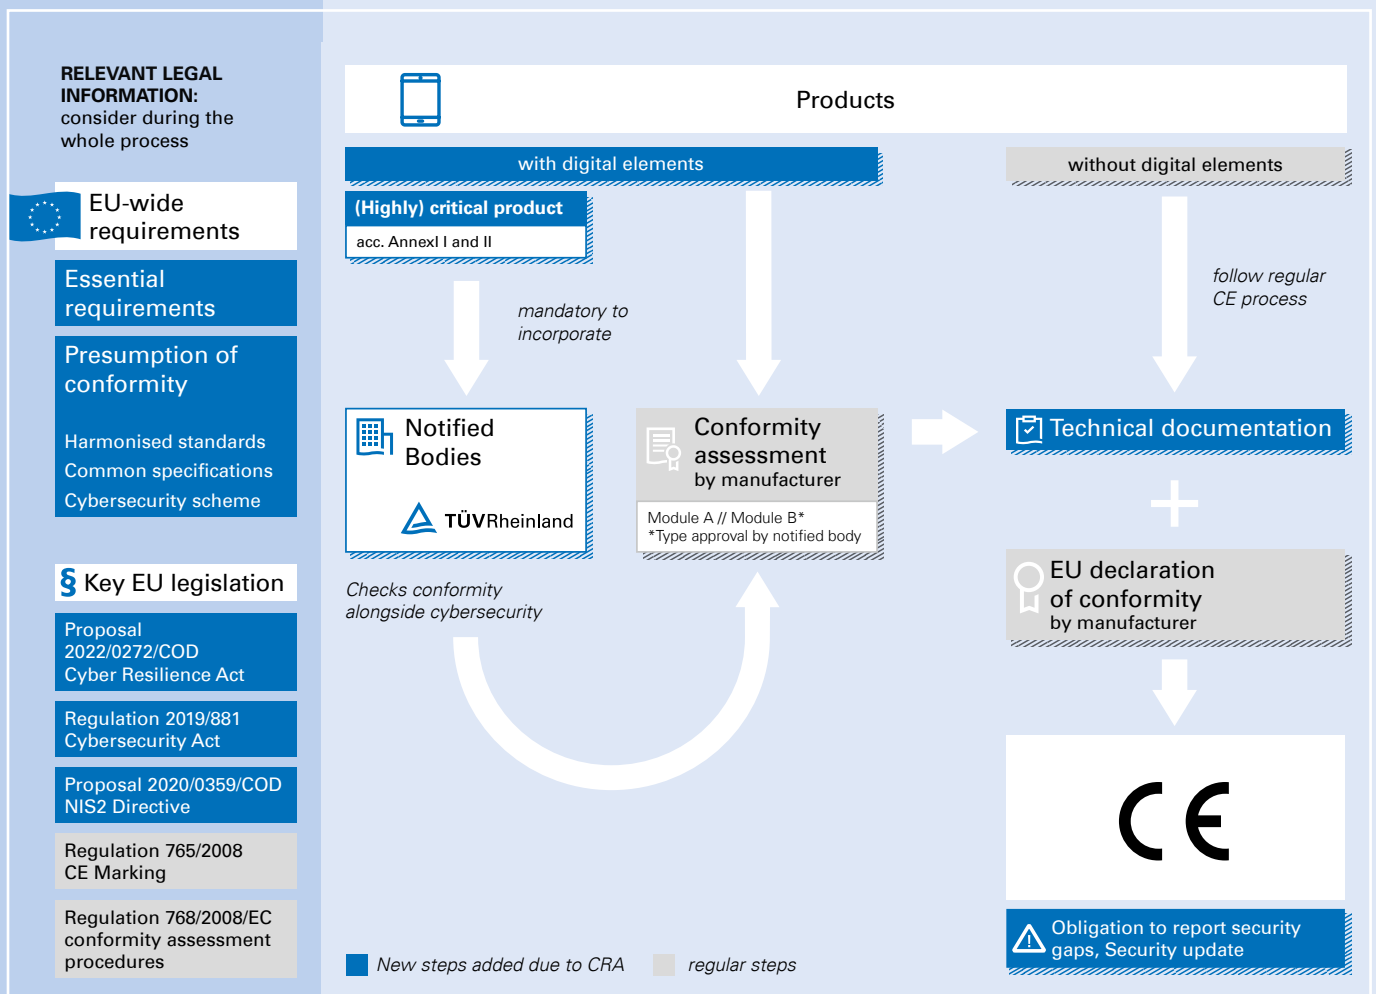 RELEVANT LEGAL
INFORMATION:
consider during the
whole process
EU-wide
requirements
Essential
requirements
Presumption of
conformity
Harmonised standards
Common specifications
Cybersecurity scheme
§ Key EU legislation
Proposal
2022/0272/COD
Cyber Resilience Act
Regulation 2019/881
Cybersecurity Act
Proposal 2020/0359/COD
NIS2 Directive
Regulation 765/2008
CE Marking
Regulation 768/2008/EC
conformity assessment
procedures
Products
with digital elements
without digital elements
(Highly) critical product
acc. AnnexI I and II
mandatory to
incorporate
follow regular
CE process
Notified
Bodies
TÜVRheinland
Checks conformity
alongside cybersecurity
Conformity
assessment
by manufacturer
Module A // Module B*
*Type approval by notified body
Technical documentation
EU declaration
of conformity
by manufacturer
CE
Obligation to report security
gaps, Security update
New steps added due to CRA
regular steps